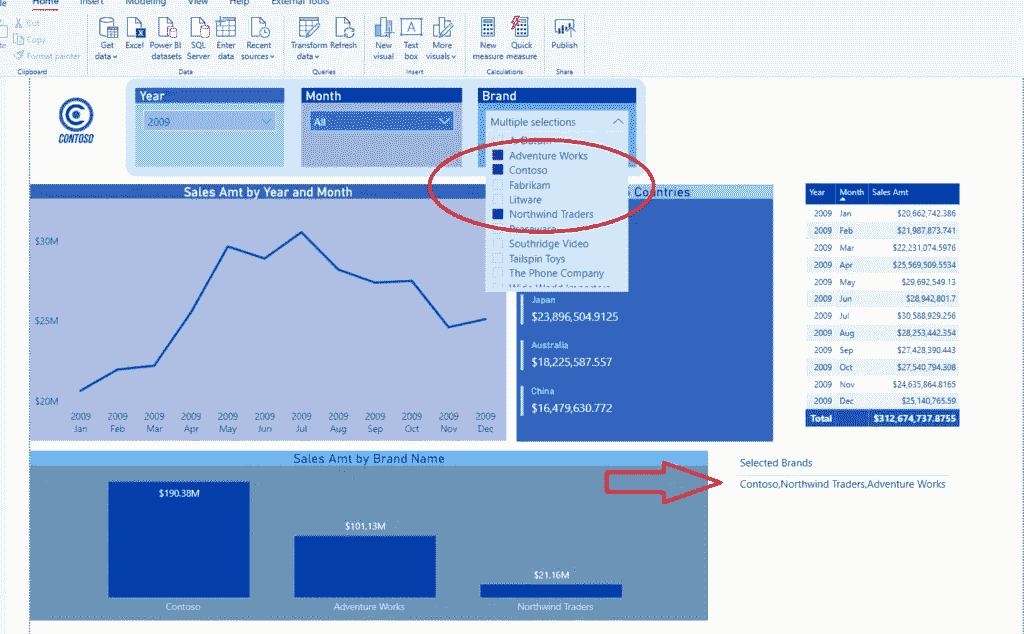 Home Insert Modeling View Help External Tools
Cut
Copy
Format painter
Clipboard
Get data
Excel
Power BI datasets
SQL Server
Enter data
Recent sources
Data
Transform data
Refresh
Queries
New visual
Text box
More visuals
Insert
New measure
Quick measure
Calculations
Publish
Share
CONTOSO
Year
2009
Month
All
Brand
Multiple selections
Adventure Works
Contoso
Fabrikam
Litware
Northwind Traders
Proseware
Southridge Video
Tailspin Toys
The Phone Company
Wide World Importers
Sales Amt by Year and Month
$30M
$25M
$20M
2009 2009 2009 2009 2009 2009 2009 2009 2009 2009 2009 2009
Jan Feb Mar Apr May Jun Jul Aug Sep Oct Nov Dec
Countries
Japan
$23,896,504.9125
Australia
$18,225,587.557
China
$16,479,630.772
Year Month Sales Amt
2009 Jan $20,662,742.386
2009 Feb $21,987,873.741
2009 Mar $22,231,074.5976
2009 Apr $25,569,509.5534
2009 May $29,692,549.13
2009 Jun $28,942,801.7
2009 Jul $30,588,929.256
2009 Aug $28,253,442.354
2009 Sep $27,428,390.443
2009 Oct $27,540,794.308
2009 Nov $24,635,864.8165
2009 Dec $25,140,765.59
Total $312,674,737.8755
Sales Amt by Brand Name
$190.38M
$101.13M
$21.16M
Contoso Adventure Works Northwind Traders
Selected Brands
Contoso,Northwind Traders,Adventure Works